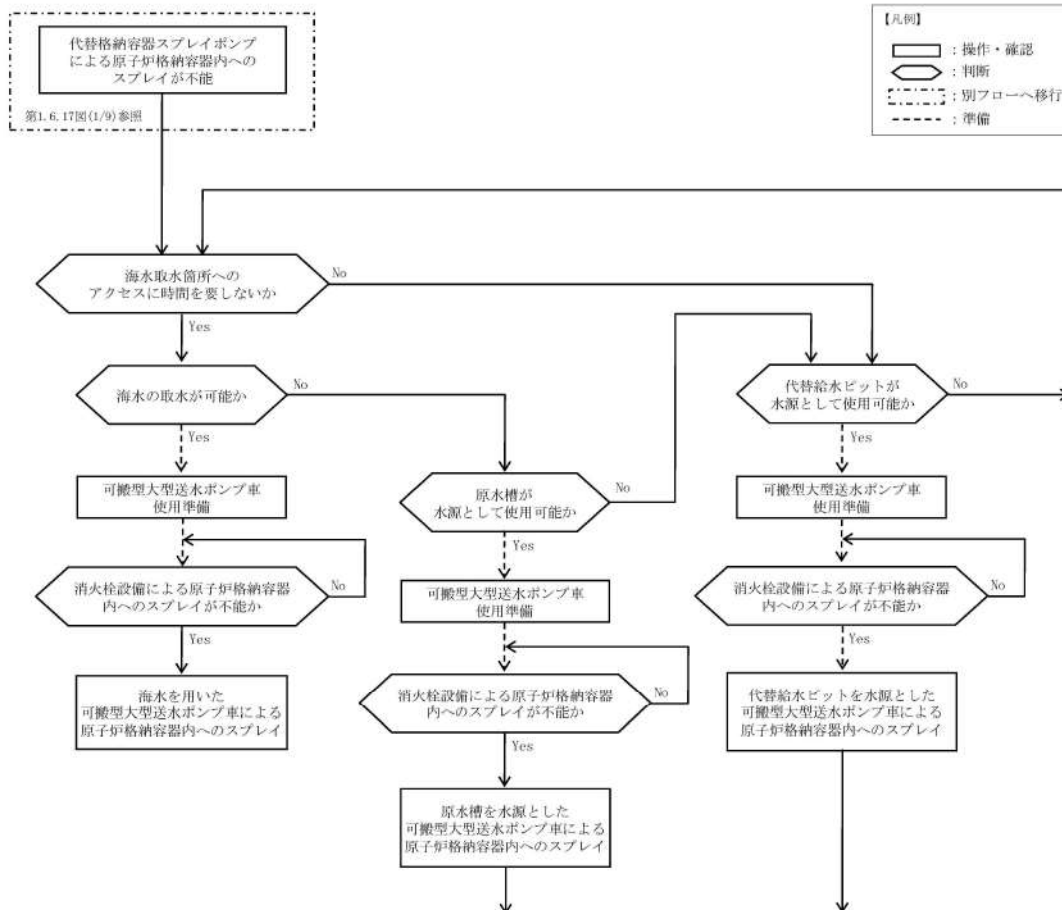 代替格納容器スプレイポンプ
による原子炉格納容器内への
スプレイが不能
第1.6.17図(1/9)参照
【凡例】
：操作・確認
：判断
：別フローへ移行
：準備
海水取水箇所への
アクセスに時間を要しないか
No
Yes
海水の取水が可能か
No
Yes
可搬型大型送水ポンプ車
使用準備
消火栓設備による原子炉格納容器
内へのスプレイが不能か
No
Yes
海水を用いた
可搬型大型送水ポンプ車による
原子炉格納容器内へのスプレイ
原水槽が
水源として使用可能か
No
Yes
可搬型大型送水ポンプ車
使用準備
消火栓設備による原子炉格納容器
内へのスプレイが不能か
No
Yes
原水槽を水源とした
可搬型大型送水ポンプ車による
原子炉格納容器内へのスプレイ
代替給水ピットが
水源として使用可能か
No
Yes
可搬型大型送水ポンプ車
使用準備
消火栓設備による原子炉格納容器
内へのスプレイが不能か
No
Yes
代替給水ピットを水源とした
可搬型大型送水ポンプ車による
原子炉格納容器内へのスプレイ